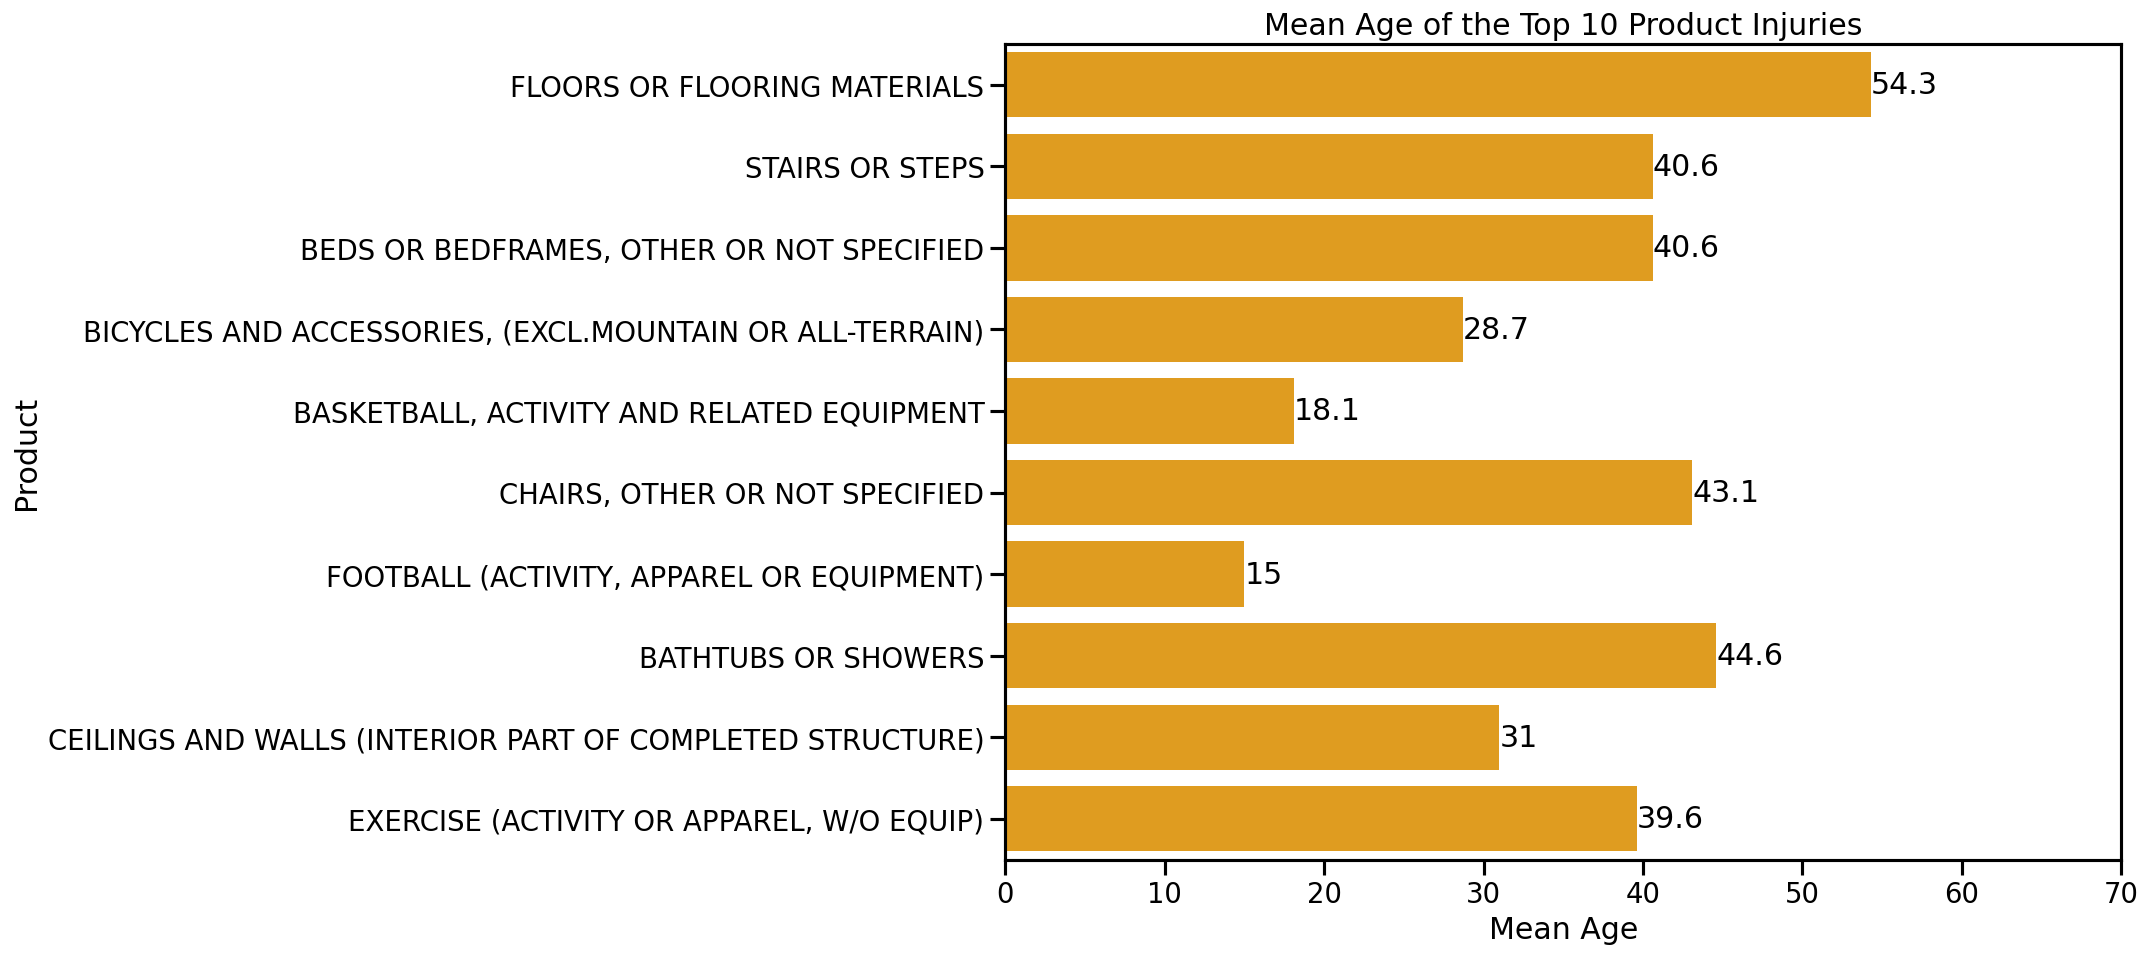 Mean Age of the Top 10 Product Injuries
Product
FLOORS OR FLOORING MATERIALS
54.3
STAIRS OR STEPS
40.6
BEDS OR BEDFRAMES, OTHER OR NOT SPECIFIED
40.6
BICYCLES AND ACCESSORIES, (EXCL.MOUNTAIN OR ALL-TERRAIN)
28.7
BASKETBALL, ACTIVITY AND RELATED EQUIPMENT
18.1
CHAIRS, OTHER OR NOT SPECIFIED
43.1
FOOTBALL (ACTIVITY, APPAREL OR EQUIPMENT)
15
BATHTUBS OR SHOWERS
44.6
CEILINGS AND WALLS (INTERIOR PART OF COMPLETED STRUCTURE)
31
EXERCISE (ACTIVITY OR APPAREL, W/O EQUIP)
39.6
0 10 20 30 40 50 60 70
Mean Age